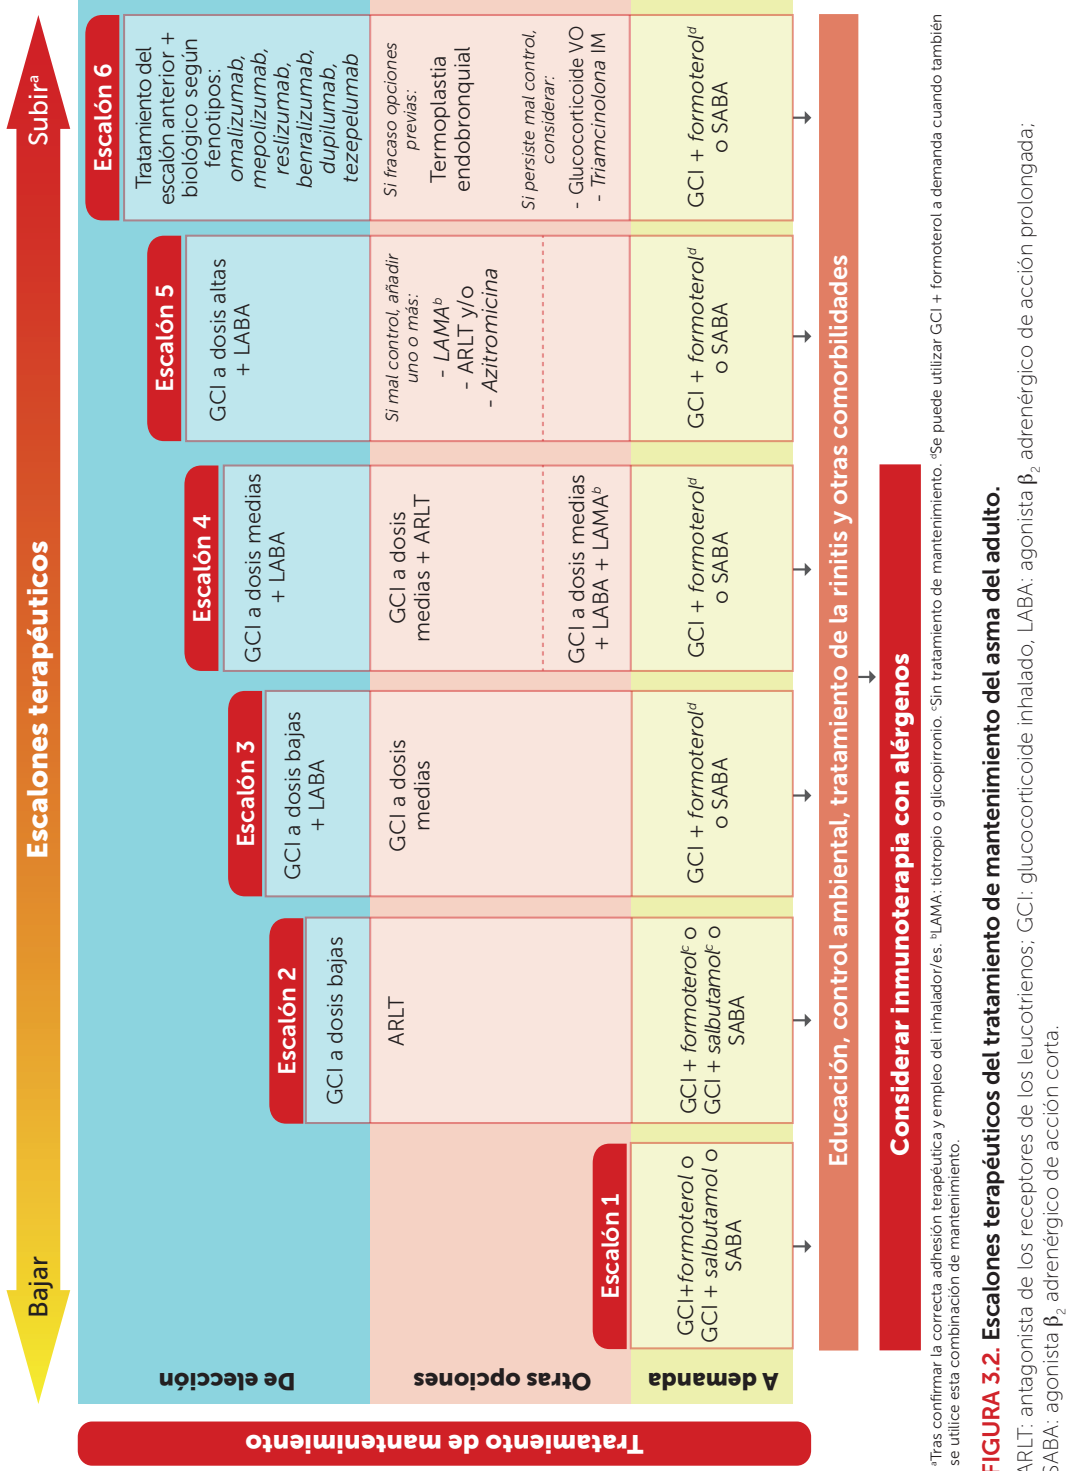 Escalones terapéuticos
Bajar
Subirª
Tratamiento de mantenimiento
De elección
Otras opciones
A demanda
Escalón 1
GCI+formoterol o
GCI + salbutamol o
SABA
Escalón 2
GCI a dosis bajas
ARLT
GCI + formoterolᶜ o
GCI + salbutamolᶜ o
SABA
Escalón 3
GCI a dosis bajas
+ LABA
GCI a dosis
medias
GCI + formoterolᵈ
o SABA
Escalón 4
GCI a dosis medias
+ LABA
GCI a dosis
medias + ARLT
GCI a dosis medias
+ LABA + LAMAᵇ
GCI + formoterolᵈ
o SABA
Escalón 5
GCI a dosis altas
+ LABA
Si mal control, añadir
uno o más:
- LAMAᵇ
- ARLT y/o
- Azitromicina
GCI + formoterolᵈ
o SABA
Escalón 6
Tratamiento del
escalón anterior +
biológico según
fenotipos:
omalizumab,
mepolizumab,
reslizumab,
benralizumab,
dupilumab,
tezepelumab
Si fracaso opciones
previas:
Termoplastia
endobronquial
Si persiste mal control,
considerar:
- Glucocorticoide VO
- Triamcinolona IM
GCI + formoterolᵈ
o SABA
Educación, control ambiental, tratamiento de la rinitis y otras comorbilidades
Considerar inmunoterapia con alérgenos
ªTras confirmar la correcta adhesión terapéutica y empleo del inhalador/es. ᵇLAMA: tiotropio o glicopirronio. ᶜSin tratamiento de mantenimiento. ᵈSe puede utilizar GCI + formoterol a demanda cuando también
se utilice esta combinación de mantenimiento.
FIGURA 3.2. Escalones terapéuticos del tratamiento de mantenimiento del asma del adulto.
ARLT: antagonista de los receptores de los leucotrienos; GCI: glucocorticoide inhalado, LABA: agonista β₂ adrenérgico de acción prolongada;
SABA: agonista β₂ adrenérgico de acción corta.